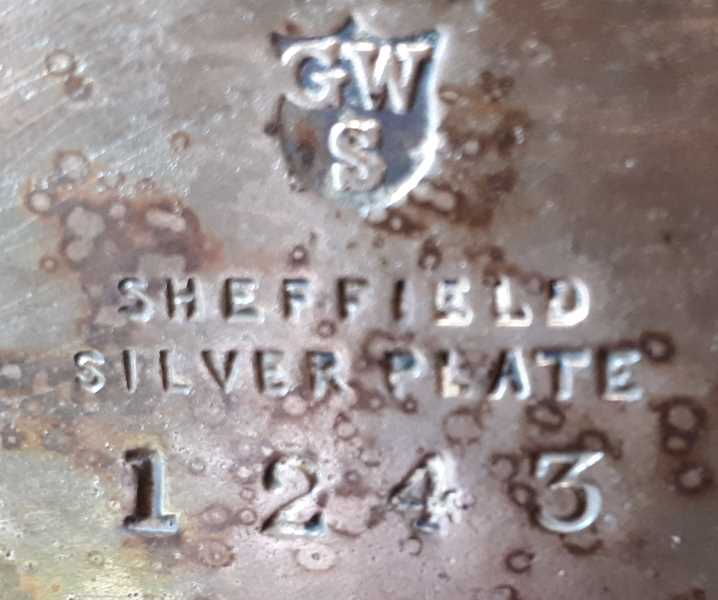 GW
S
SHEFFIELD
SILVER PLATE
1243